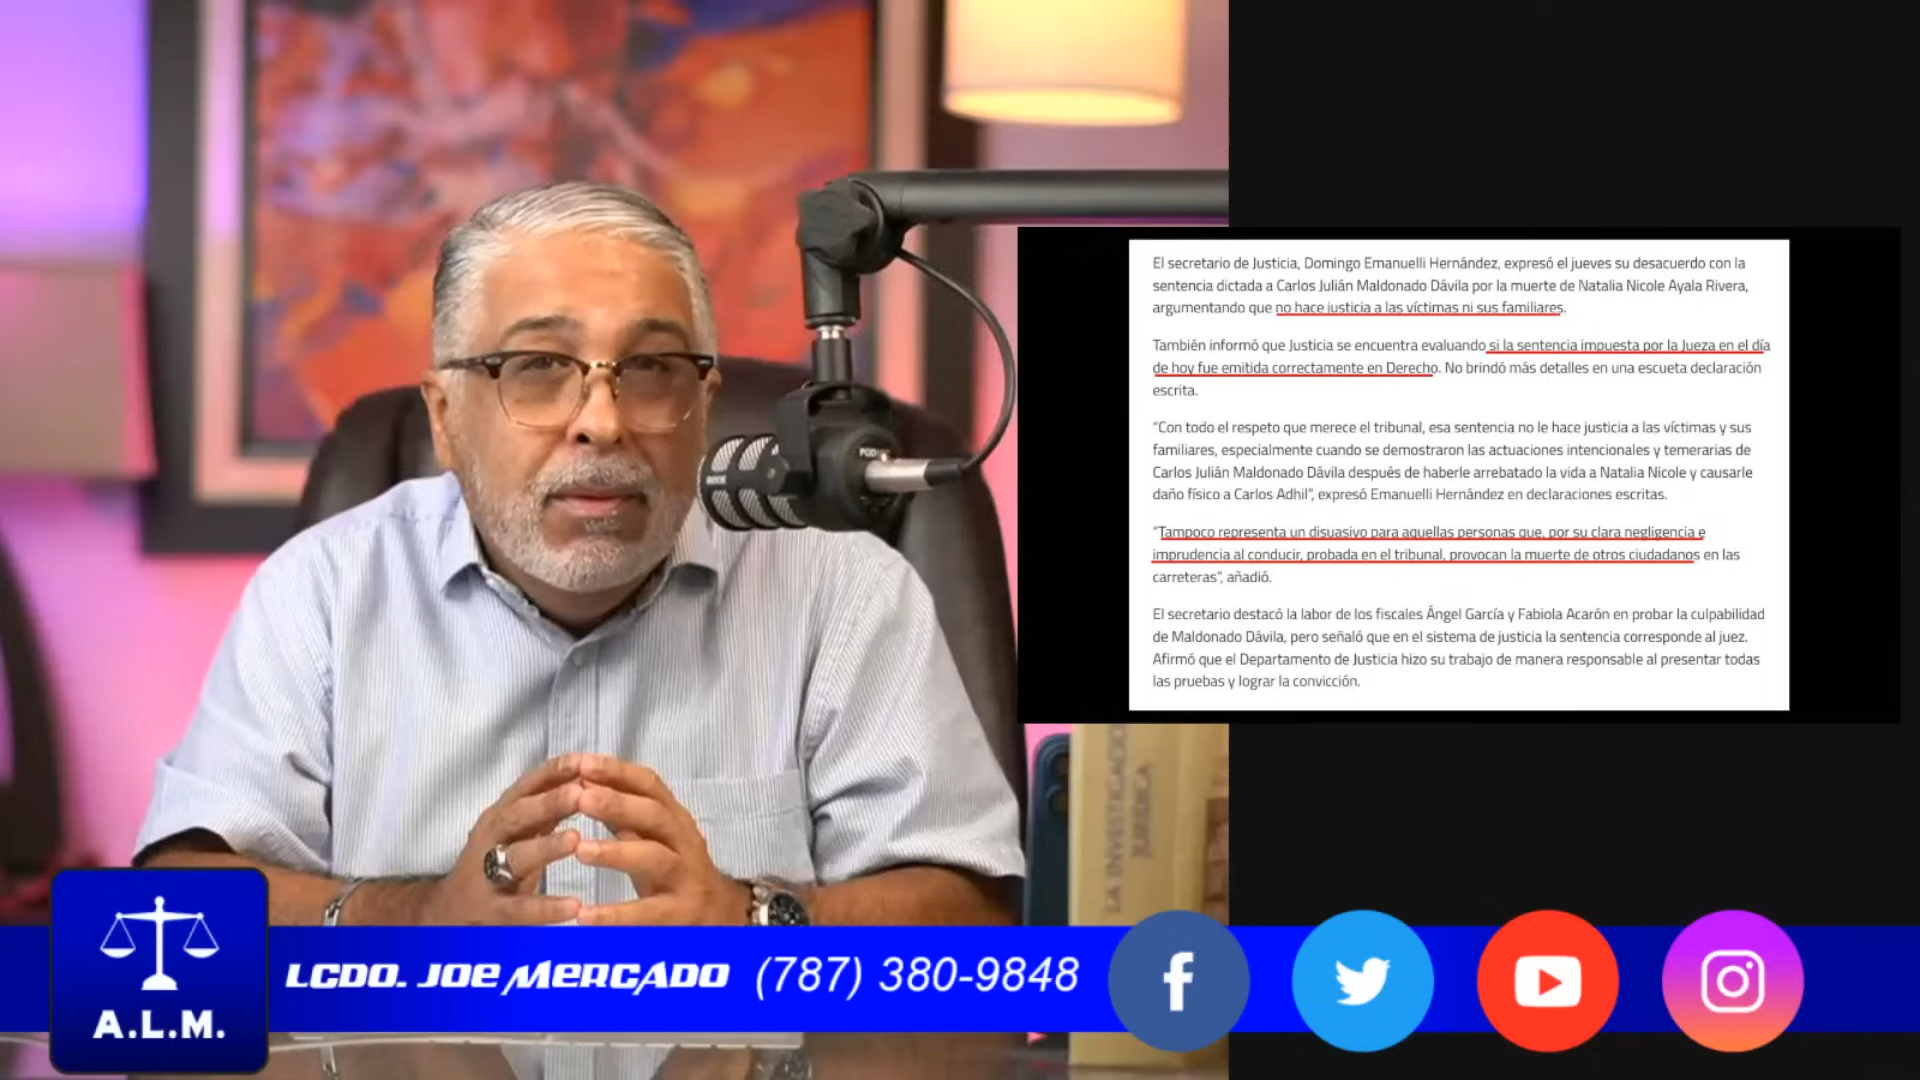 El secretario de Justicia, Domingo Emanuelli Hernández, expresó el jueves su desacuerdo con la
sentencia dictada a Carlos Julián Maldonado Dávila por la muerte de Natalia Nicole Ayala Rivera,
argumentando que no hace justicia a las víctimas ni sus familiares.
También informó que Justicia se encuentra evaluando si la sentencia impuesta por la Jueza en el día
de hoy fue emitida correctamente en Derecho. No brindó más detalles en una escueta declaración
escrita.
“Con todo el respeto que merece el tribunal, esa sentencia no le hace justicia a las víctimas y sus
familiares, especialmente cuando se demostraron las actuaciones intencionales y temerarias de
Carlos Julián Maldonado Dávila después de haberle arrebatado la vida a Natalia Nicole y causarle
daño físico a Carlos Adhil”, expresó Emanuelli Hernández en declaraciones escritas.
“Tampoco representa un disuasivo para aquellas personas que, por su clara negligencia e
imprudencia al conducir, probada en el tribunal, provocan la muerte de otros ciudadanos en las
carreteras”, añadió.
El secretario destacó la labor de los fiscales Ángel García y Fabiola Acarón en probar la culpabilidad
de Maldonado Dávila, pero señaló que en el sistema de justicia la sentencia corresponde al juez.
Afirmó que el Departamento de Justicia hizo su trabajo de manera responsable al presentar todas
las pruebas y lograr la convicción.
LA INVESTIGACIÓN
JURÍDICA
A.L.M.
LCDO. JOE MERCADO (787) 380-9848